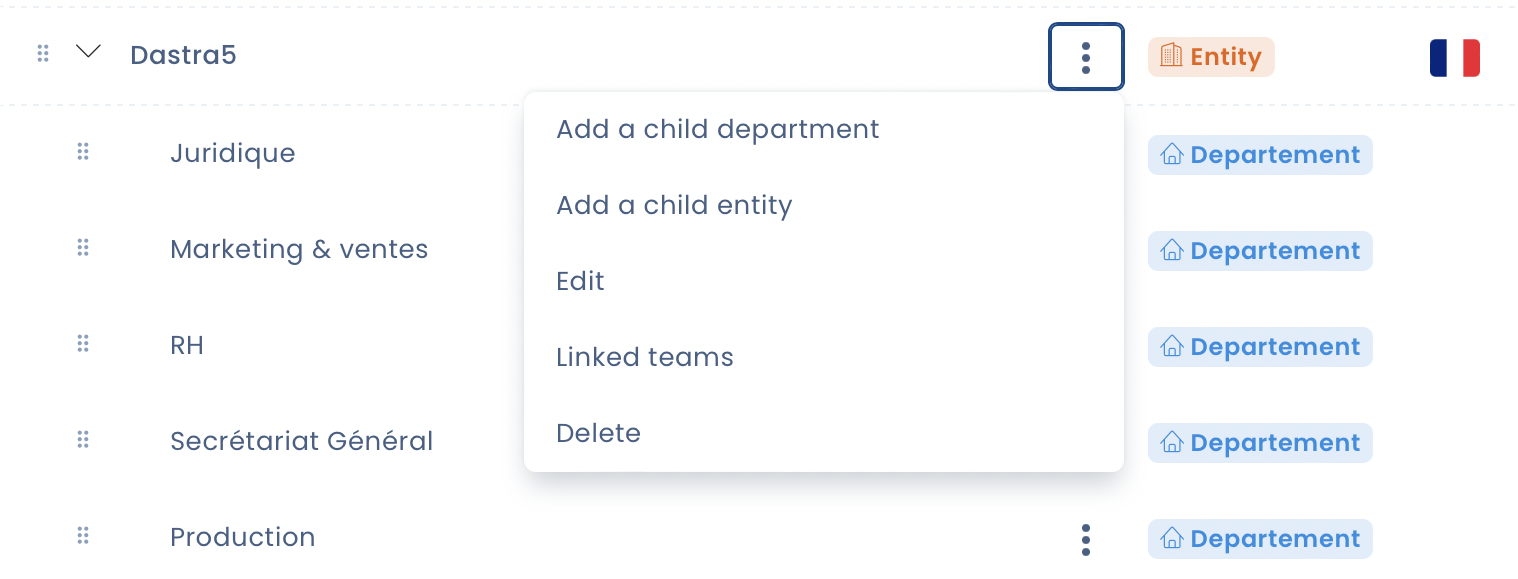 Dastra5
Entity
Add a child department
Juridique
Departement
Add a child entity
Marketing & ventes
Departement
Edit
RH
Departement
Linked teams
Secrétariat Général
Departement
Delete
Production
Departement